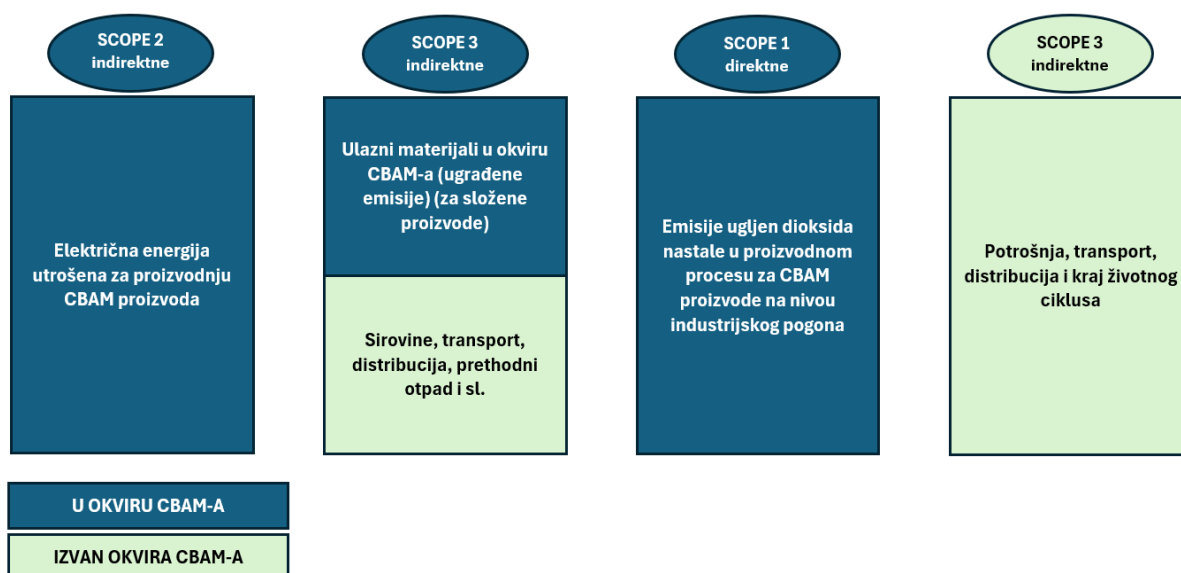 SCOPE 2
indirektne
Električna energija
utrošena za proizvodnju
CBAM proizvoda
SCOPE 3
indirektne
Ulazni materijali u okviru
CBAM-a (ugrađene
emisije) (za složene
proizvode)
Sirovine, transport,
distribucija, prethodni
otpad i sl.
SCOPE 1
direktne
Emisije ugljen dioksida
nastale u proizvodnom
procesu za CBAM
proizvode na nivou
industrijskog pogona
SCOPE 3
indirektne
Potrošnja, transport,
distribucija i kraj životnog
ciklusa
U OKVIRU CBAM-A
IZVAN OKVIRA CBAM-A